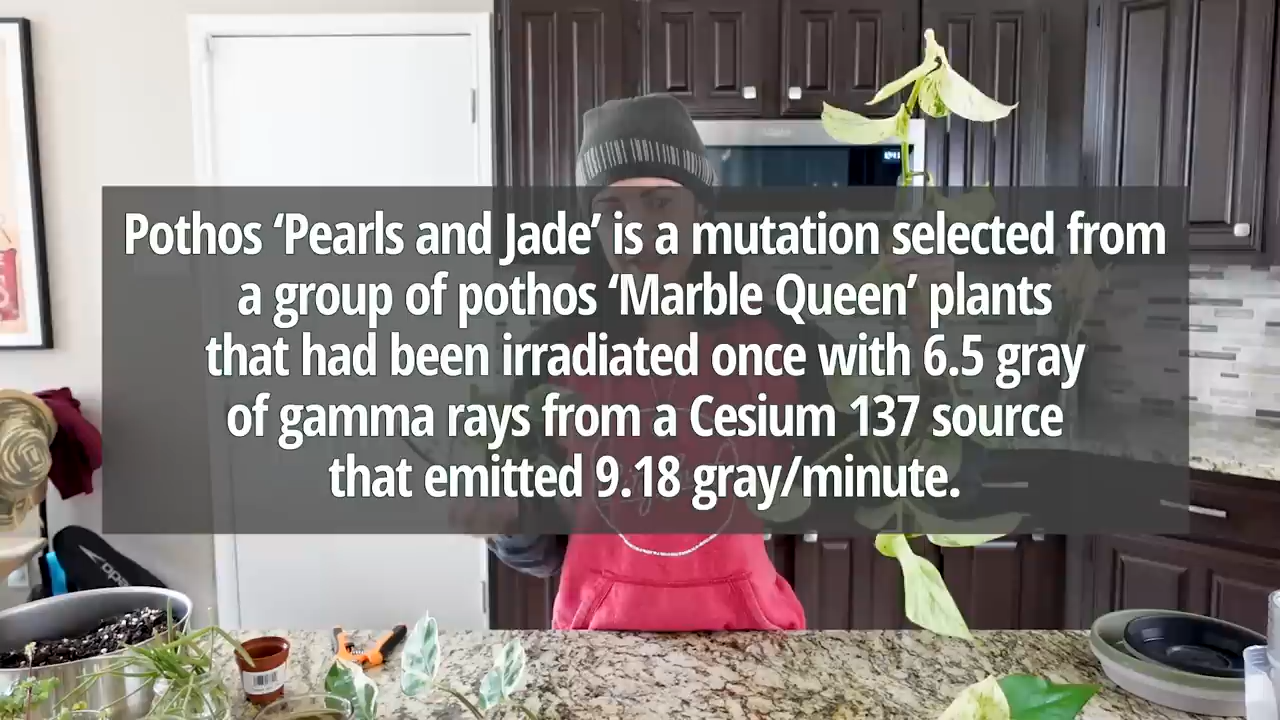 Pothos ‘Pearls and Jade’ is a mutation selected from
a group of pothos ‘Marble Queen’ plants
that had been irradiated once with 6.5 gray
of gamma rays from a Cesium 137 source
that emitted 9.18 gray/minute.